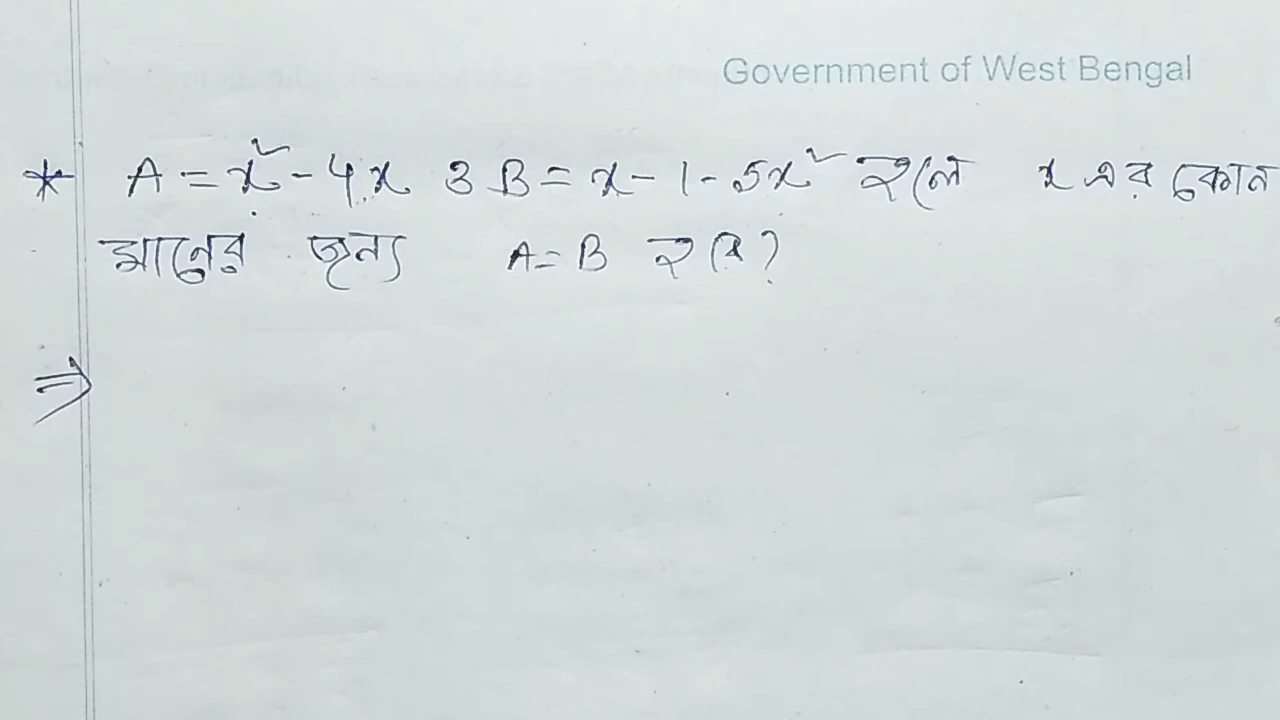 Government of West Bengal
* A = x² - 4x ও B = x - 1 - 5x² হলে x এর কোন
মানের জন্য A = B হবে?
⇒